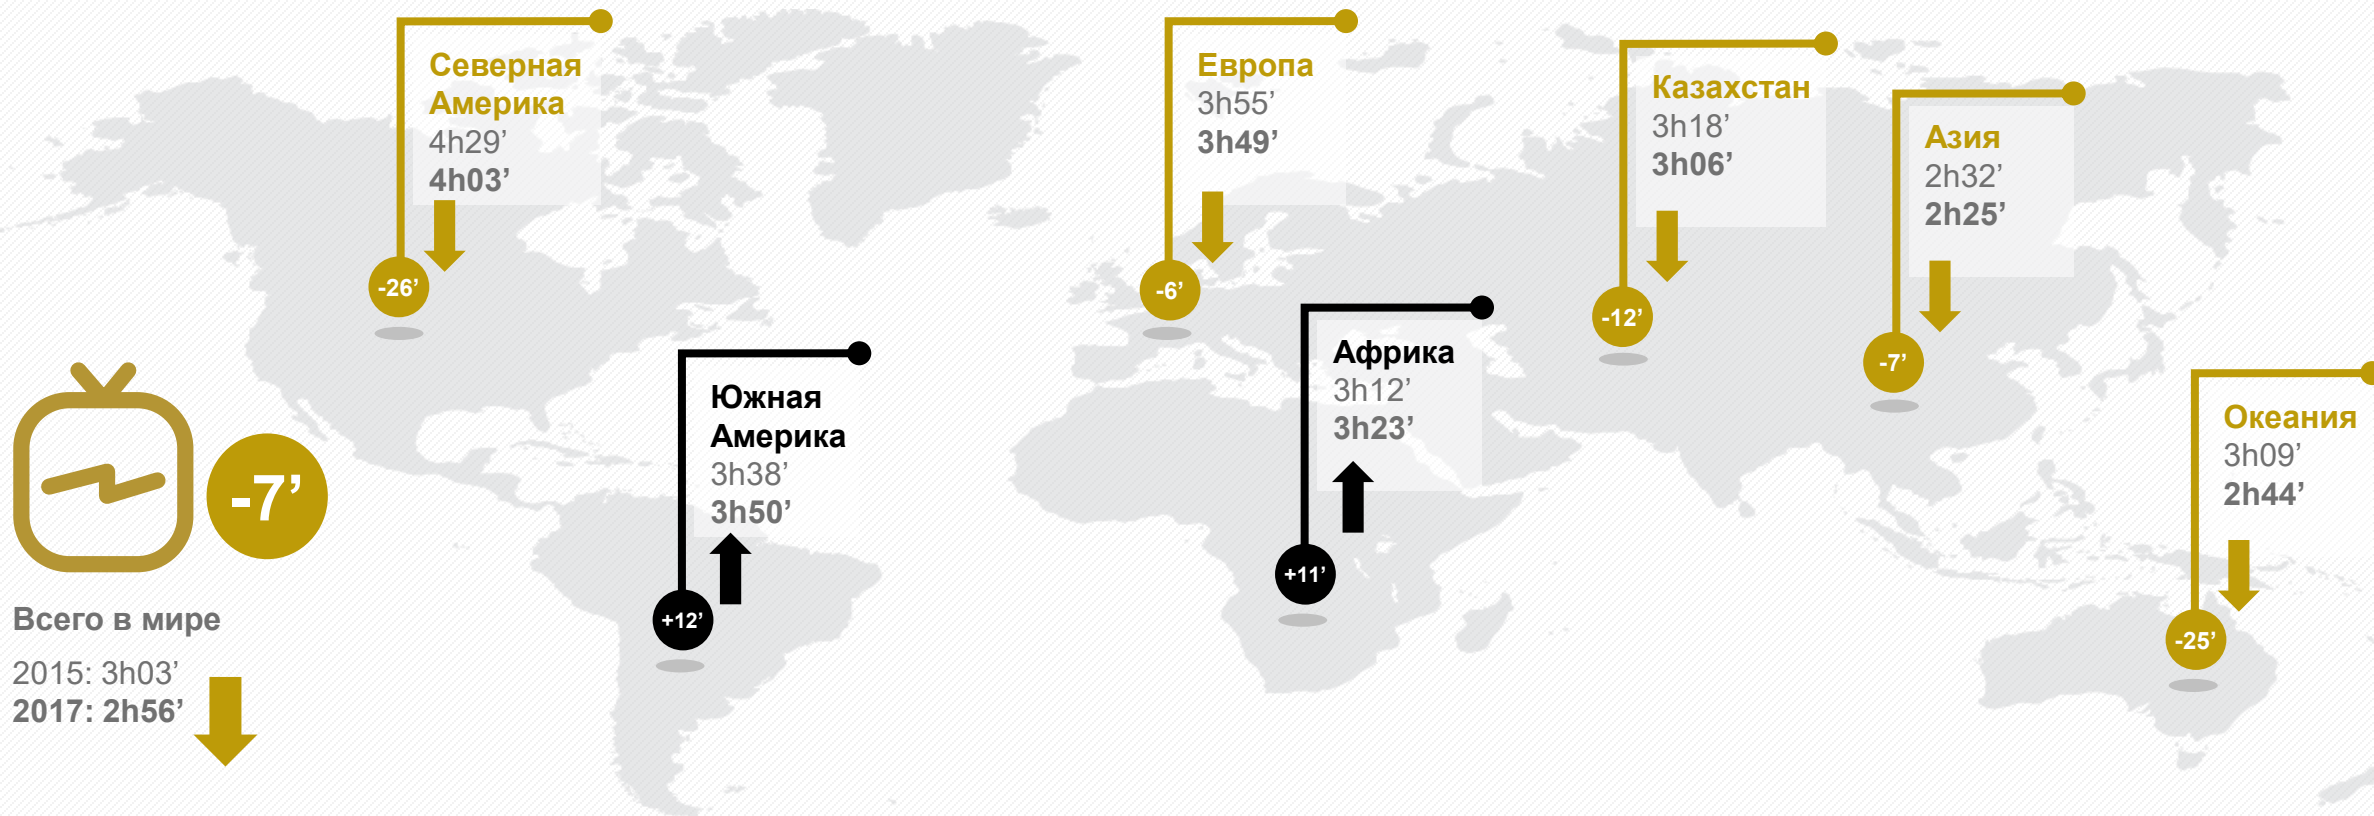 Северная
Америка
4h29’
4h03’
-26’
Европа
3h55’
3h49’
-6’
Казахстан
3h18’
3h06’
-12’
Азия
2h32’
2h25’
-7’
Южная
Америка
3h38’
3h50’
+12’
Африка
3h12’
3h23’
+11’
Океания
3h09’
2h44’
-25’
-7’
Всего в мире
2015: 3h03’
2017: 2h56’